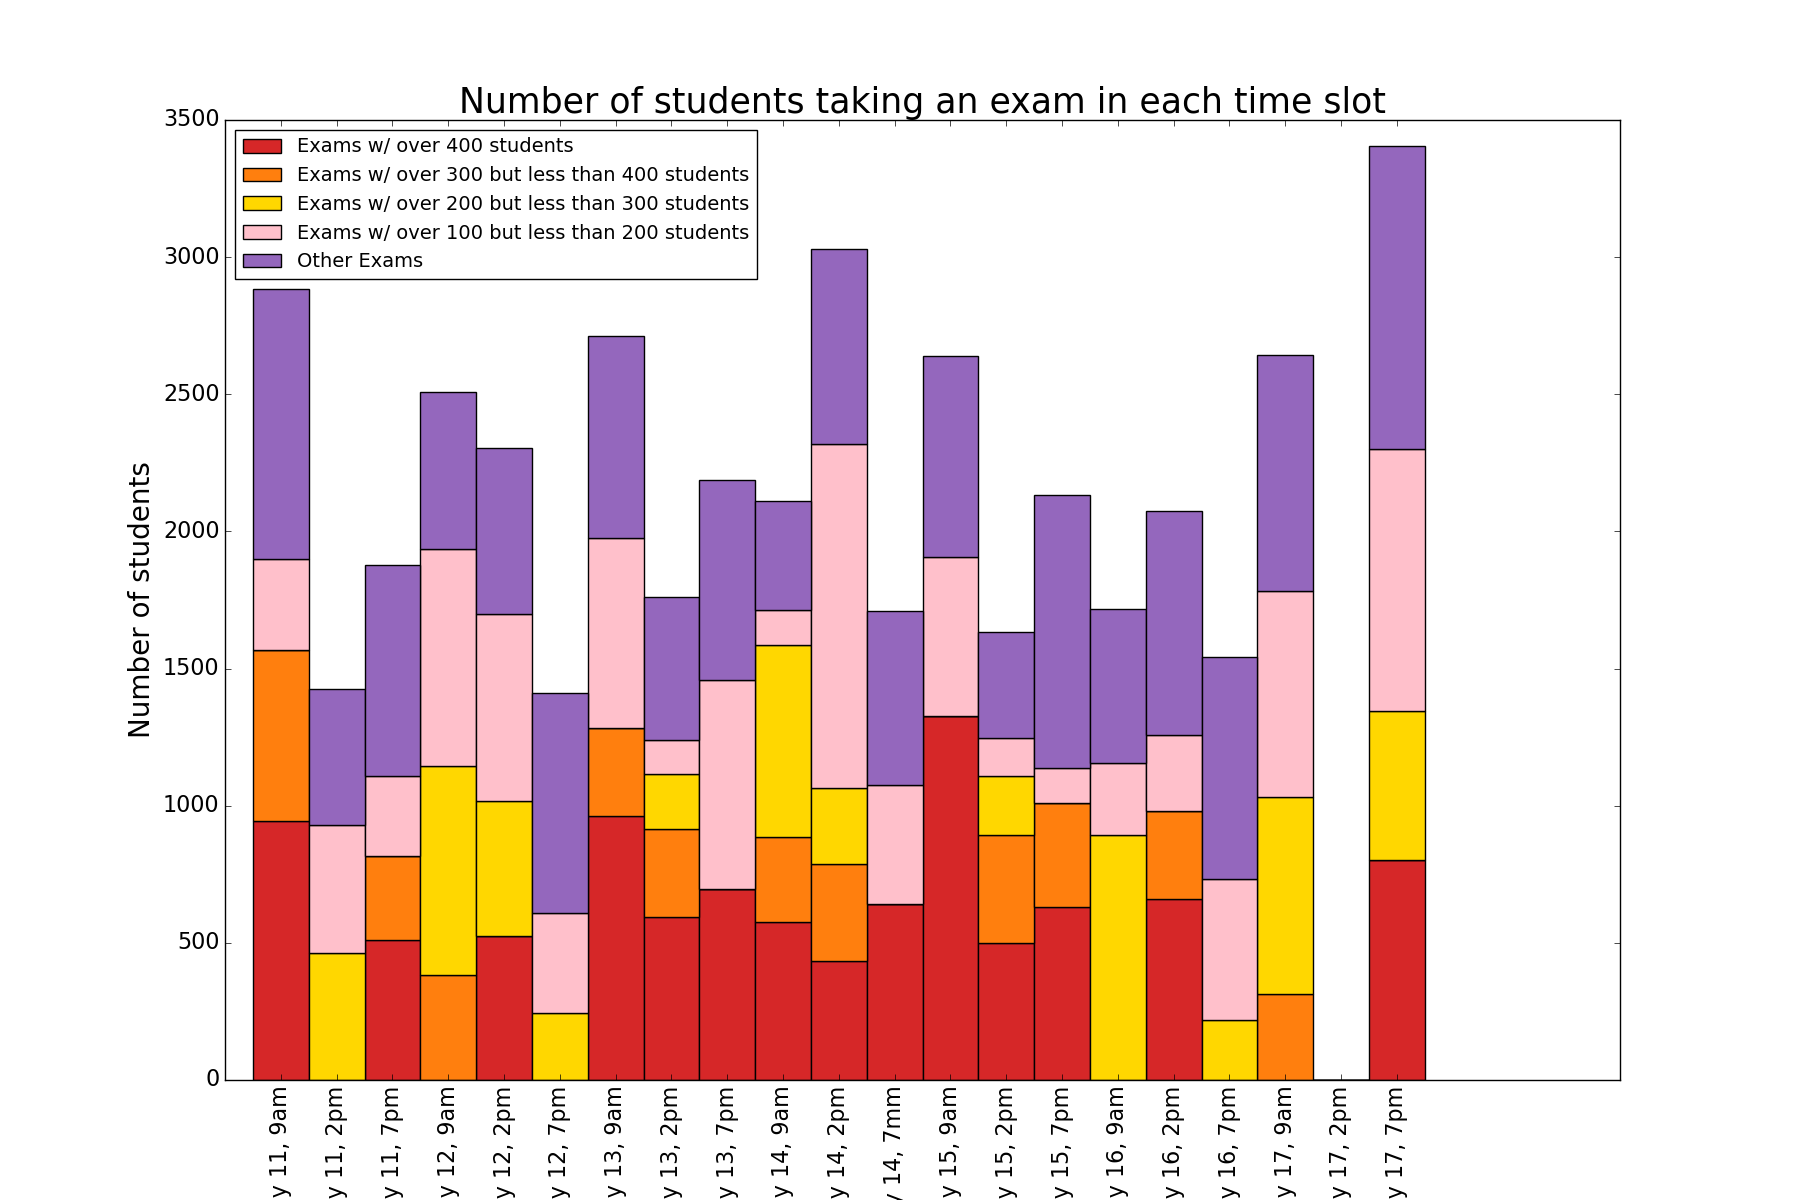 Number of students taking an exam in each time slot
3500
3000
2500
2000
1500
1000
500
0
Number of students
Exams w/ over 400 students
Exams w/ over 300 but less than 400 students
Exams w/ over 200 but less than 300 students
Exams w/ over 100 but less than 200 students
Other Exams
y 11, 9am
y 11, 2pm
y 11, 7pm
y 12, 9am
y 12, 2pm
y 12, 7pm
y 13, 9am
y 13, 2pm
y 13, 7pm
y 14, 9am
y 14, 2pm
y 14, 7mm
y 15, 9am
y 15, 2pm
y 15, 7pm
y 16, 9am
y 16, 2pm
y 16, 7pm
y 17, 9am
y 17, 2pm
y 17, 7pm